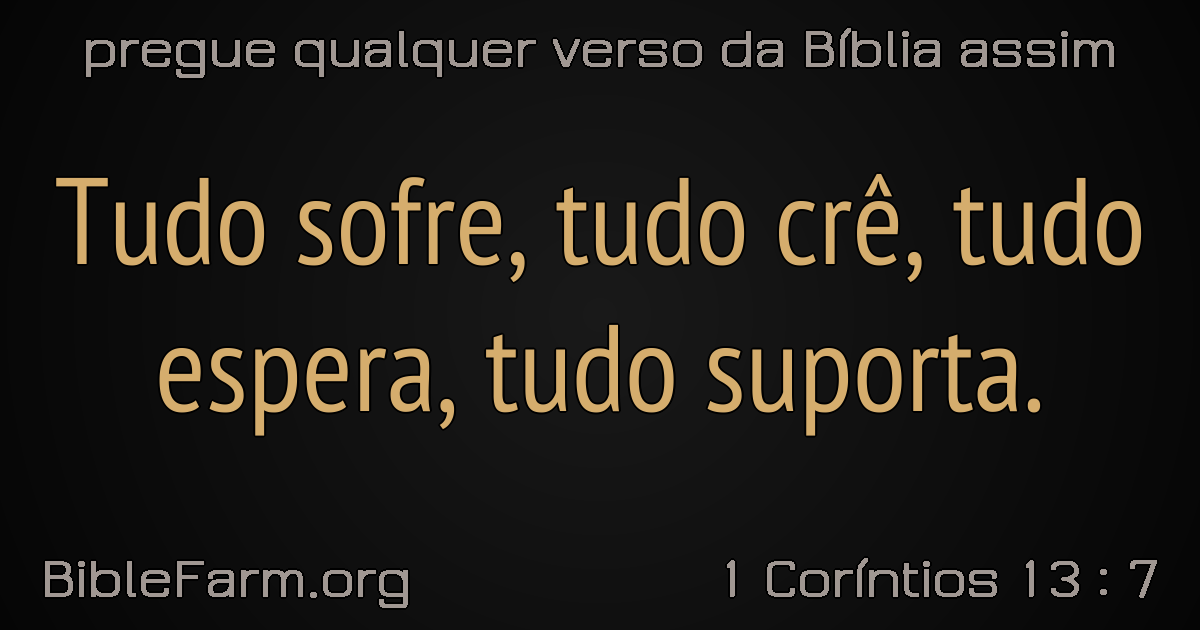 pregue qualquer verso da Bíblia assim
Tudo sofre, tudo crê, tudo
espera, tudo suporta.
BibleFarm.org
1 Coríntios 13 : 7